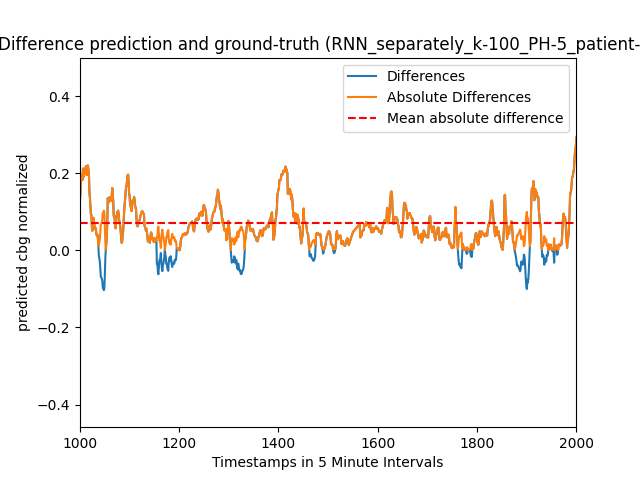 Difference prediction and ground-truth (RNN_separately_k-100_PH-5_patient-
Differences
Absolute Differences
Mean absolute difference
0.4
0.2
0.0
−0.2
−0.4
predicted cbg normalized
1000 1200 1400 1600 1800 2000
Timestamps in 5 Minute Intervals